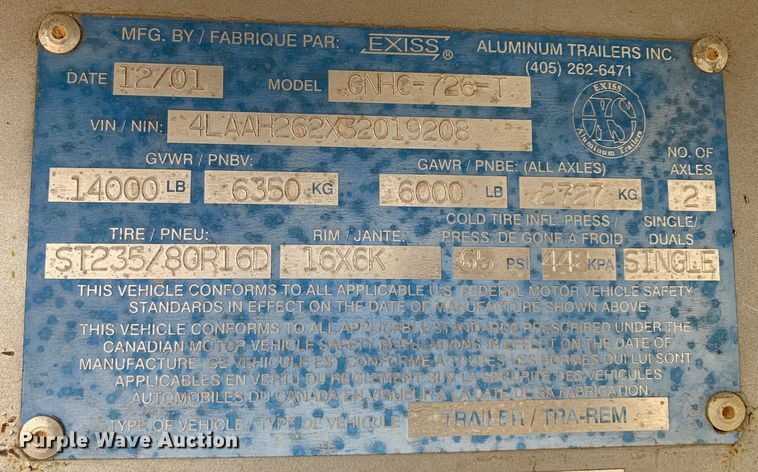 MFG. BY / FABRIQUE PAR: EXISS ® ALUMINUM TRAILERS INC.
(405) 262-6471
DATE 12/01 MODEL GNHC-726-T
EXISS
Aluminum Trailers
VIN / NIN: 4LAAH262X32019208
GVWR / PNBV: GAWR / PNBE: (ALL AXLES) NO. OF AXLES
14000 LB 6350 KG 6000 LB 2727 KG 2
TIRE / PNEU: RIM / JANTE: COLD TIRE INFL. PRESS / PRESS. DE GONF A FROID SINGLE/ DUALS
ST235/80R16D 16X6K 65 PSI 448 KPA SINGLE
THIS VEHICLE CONFORMS TO ALL APPLICABLE U.S. FEDERAL MOTOR VEHICLE SAFETY
STANDARDS IN EFFECT ON THE DATE OF MANUFACTURE SHOWN ABOVE.
THIS VEHICLE CONFORMS TO ALL APPLICABLE STANDARDS PRESCRIBED UNDER THE
CANADIAN MOTOR VEHICLE SAFETY REGULATIONS IN EFFECT ON THE DATE OF
MANUFACTURE, CE VEHICULE EST CONFORME A TOUTES LES NORMES QUI LUI SONT
APPLICABLES EN VERTU DU REGLEMENT SUR LA SECURITE DES VEHICULES
AUTOMOBILES DU CANADA EN VIGUEUR A LA DATE DE SA FABRICATION.
TYPE OF VEHICLE / TYPE DE VEHICULE: TRAILER / TRA-REM
Purple Wave Auction